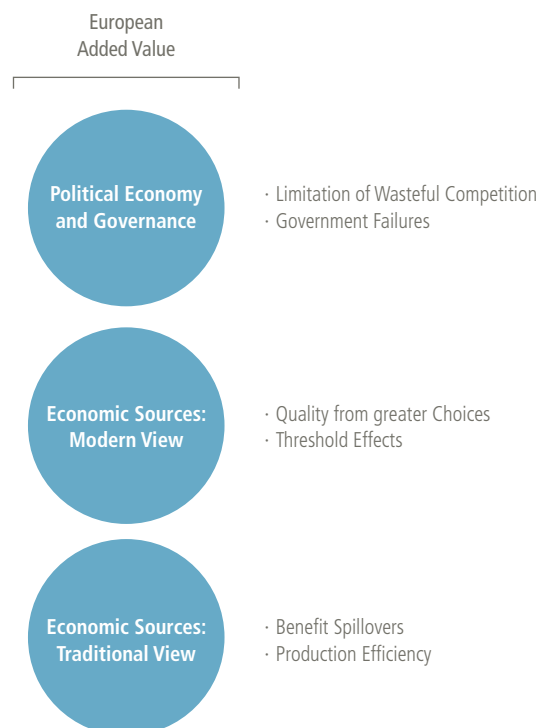 European
Added Value
Political Economy
and Governance
· Limitation of Wasteful Competition
· Government Failures
Economic Sources:
Modern View
· Quality from greater Choices
· Threshold Effects
Economic Sources:
Traditional View
· Benefit Spillovers
· Production Efficiency